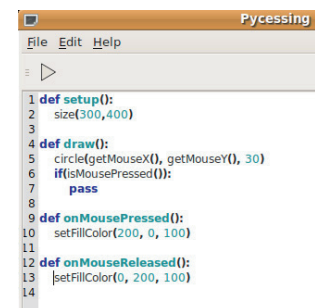 Pycessing
File Edit Help
1 def setup():
2 size(300,400)
3
4 def draw():
5 circle(getMouseX(), getMouseY(), 30)
6 if(isMousePressed()):
7 pass
8
9 def onMousePressed():
10 setFillColor(200, 0, 100)
11
12 def onMouseReleased():
13 setFillColor(0, 200, 100)
14